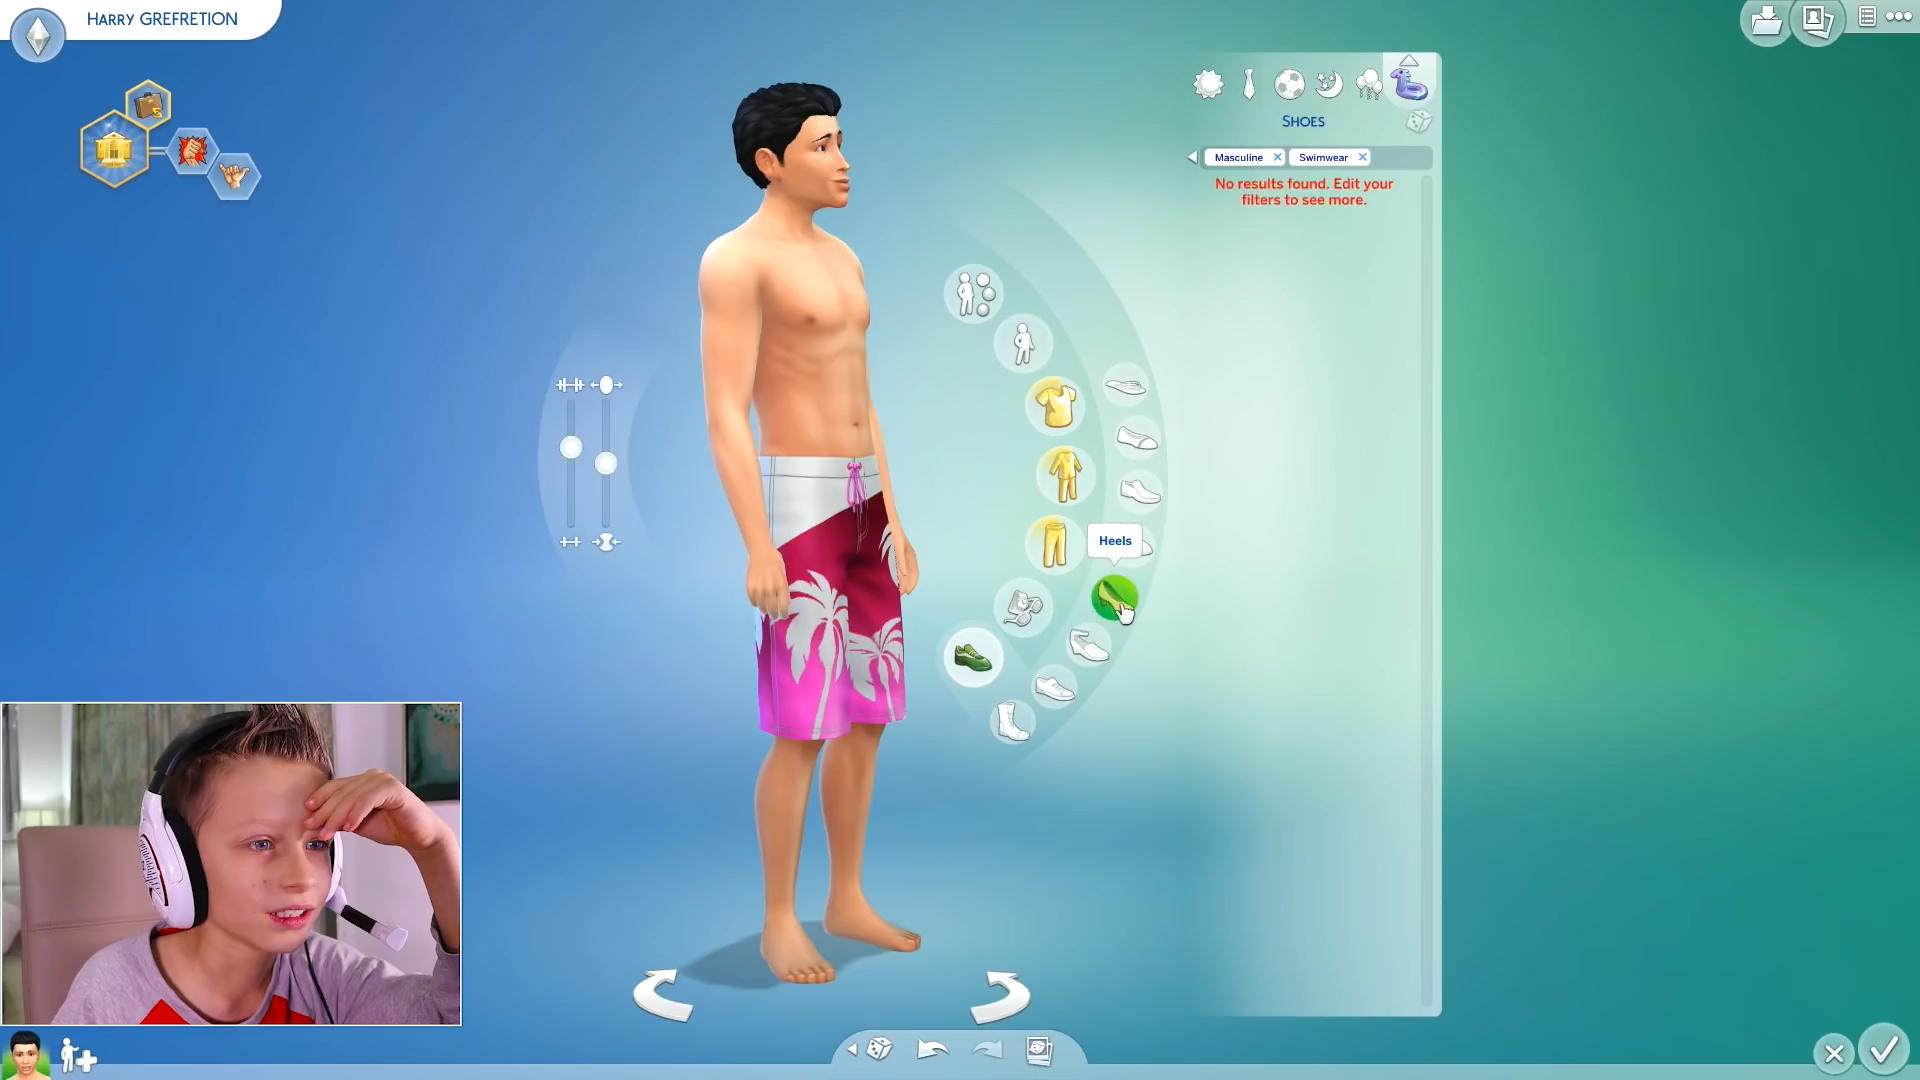 Harry GREFRETION
Shoes
Masculine
Swimwear
No results found. Edit your
filters to see more.
Heels